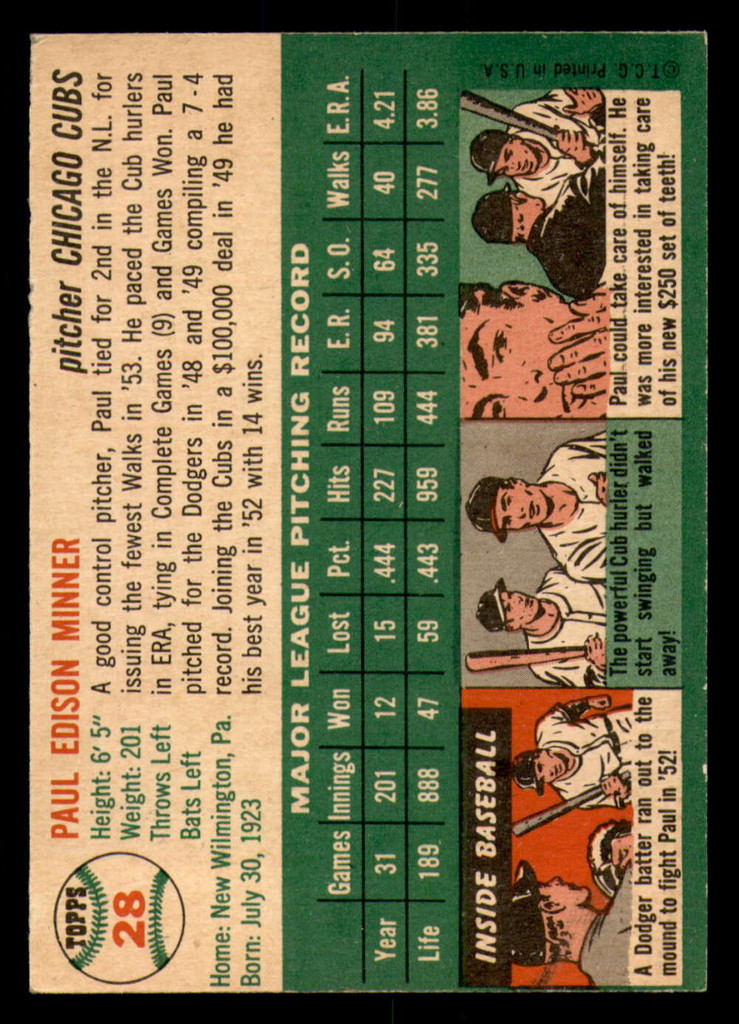 TOPPS
28
PAUL EDISON MINNER
pitcher CHICAGO CUBS
Height: 6' 5"
Weight: 201
Throws Left
Bats Left
Home: New Wilmington, Pa.
Born: July 30, 1923
A good control pitcher, Paul tied for 2nd in the N.L. for
issuing the fewest Walks in '53. He paced the Cub hurlers
in ERA, tying in Complete Games (9) and Games Won. Paul
pitched for the Dodgers in '48 and '49 compiling a 7-4
record. Joining the Cubs in a $100,000 deal in '49 he had
his best year in '52 with 14 wins.
MAJOR LEAGUE PITCHING RECORD
Games Innings Won Lost Pct. Hits Runs E.R. S.O. Walks E.R.A.
Year 31 201 12 15 .444 227 109 94 64 40 4.21
Life 189 888 47 59 .443 959 444 381 335 277 3.86
INSIDE BASEBALL
A Dodger batter ran out to the
mound to fight Paul in '52!
The powerful Cub hurler didn't
start swinging but walked
away!
Paul could take care of himself. He
was more interested in taking care
of his new $250 set of teeth!
© T.C.G. Printed in U.S.A.